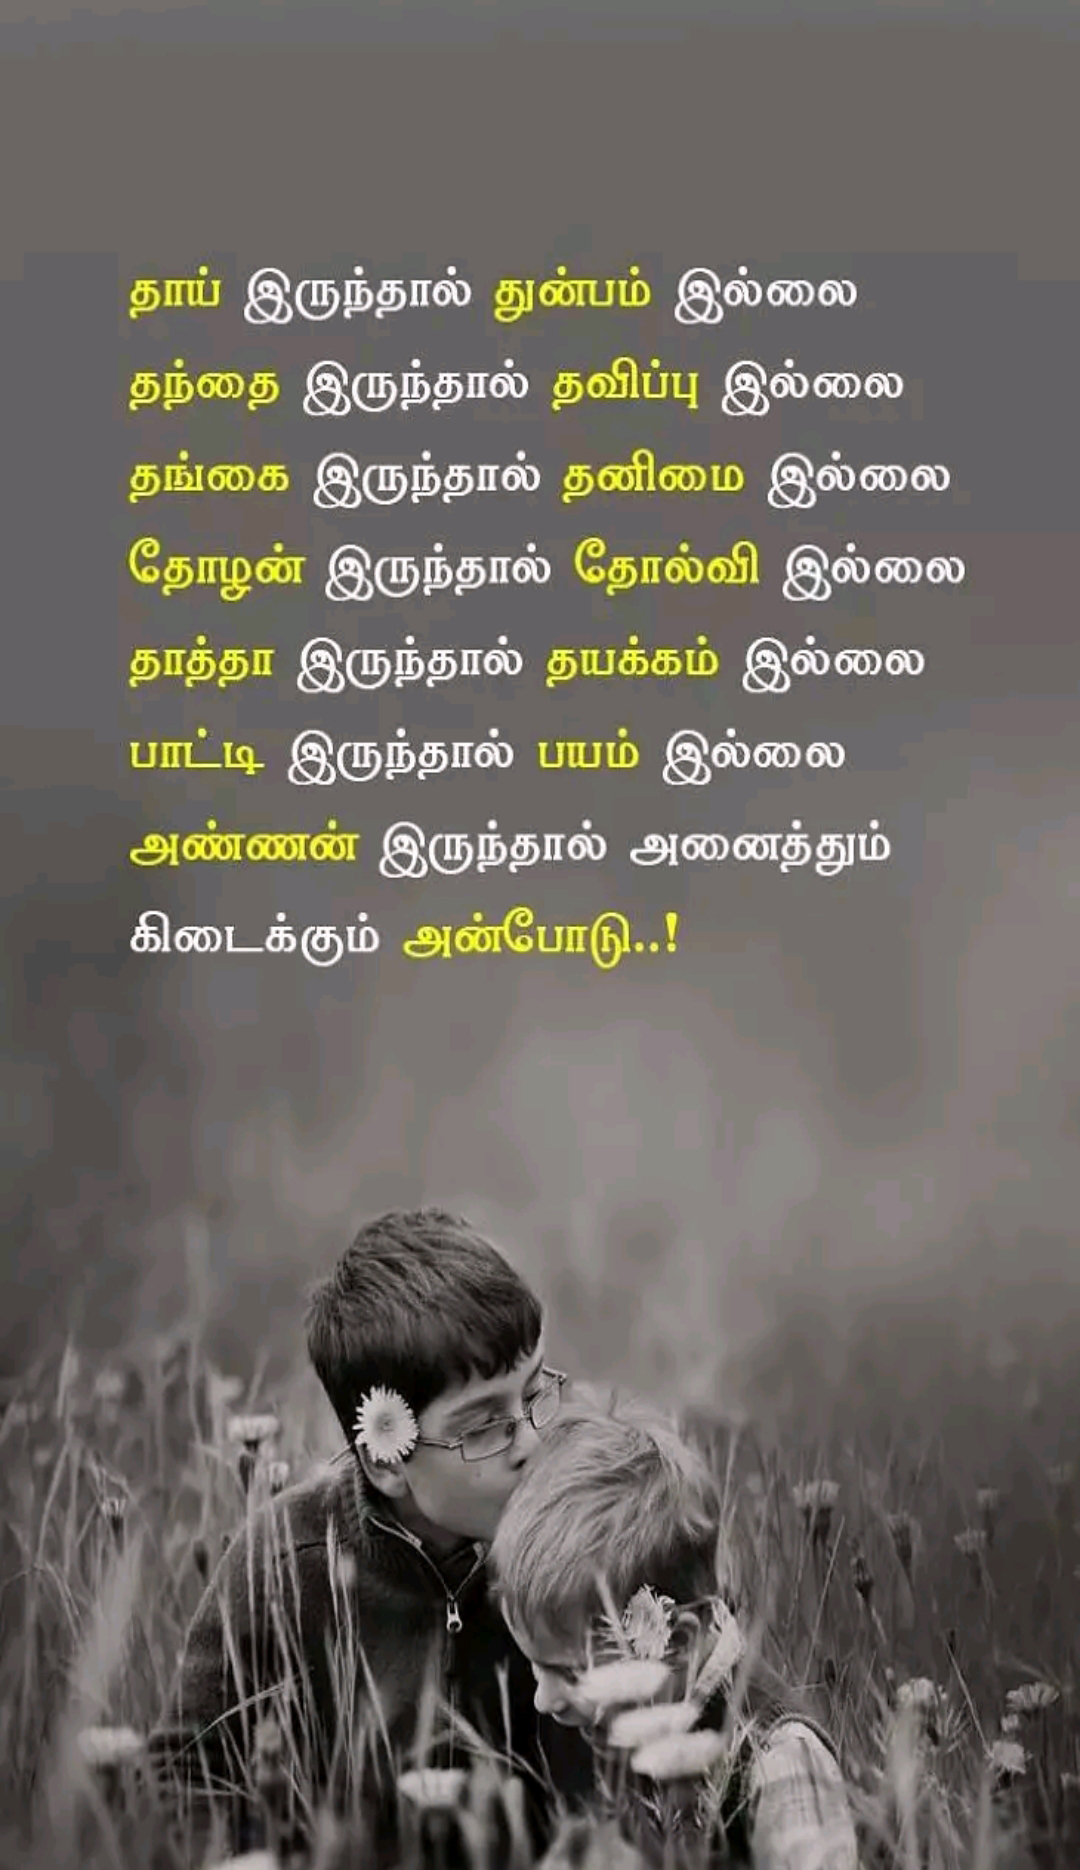 தாய் இருந்தால் துன்பம் இல்லை
தந்தை இருந்தால் தவிப்பு இல்லை
தங்கை இருந்தால் தனிமை இல்லை
தோழன் இருந்தால் தோல்வி இல்லை
தாத்தா இருந்தால் தயக்கம் இல்லை
பாட்டி இருந்தால் பயம் இல்லை
அண்ணன் இருந்தால் அனைத்தும்
கிடைக்கும் அன்போடு..!